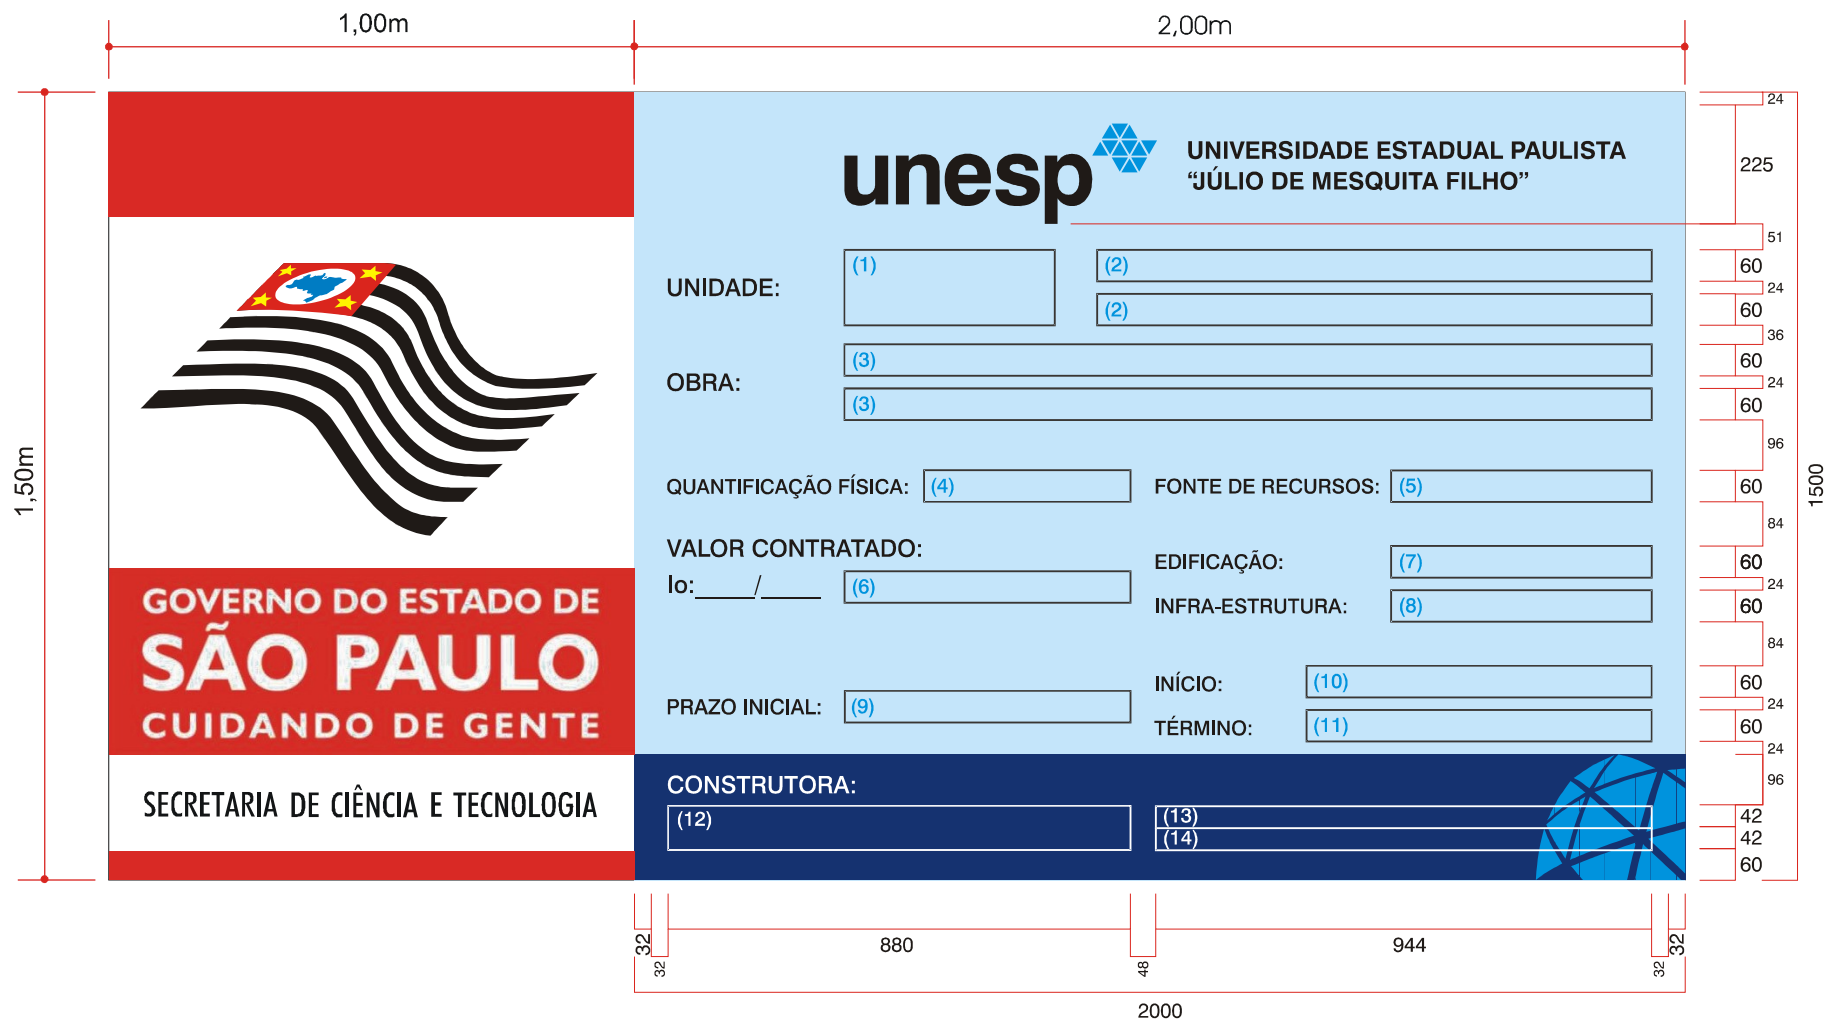 1,00m
2,00m
1,50m
unesp
UNIVERSIDADE ESTADUAL PAULISTA
“JÚLIO DE MESQUITA FILHO”
UNIDADE:
(1)
(2)
(2)
OBRA:
(3)
(3)
QUANTIFICAÇÃO FÍSICA:
(4)
FONTE DE RECURSOS:
(5)
VALOR CONTRATADO:
Io:_____/_____
(6)
EDIFICAÇÃO:
(7)
INFRA-ESTRUTURA:
(8)
PRAZO INICIAL:
(9)
INÍCIO:
(10)
TÉRMINO:
(11)
CONSTRUTORA:
(12)
(13)
(14)
GOVERNO DO ESTADO DE
SÃO PAULO
CUIDANDO DE GENTE
SECRETARIA DE CIÊNCIA E TECNOLOGIA
24
225
51
60
24
60
36
60
24
60
96
60
84
60
24
60
84
60
24
60
24
96
42
42
60
1500
32
32
880
48
944
32
32
2000